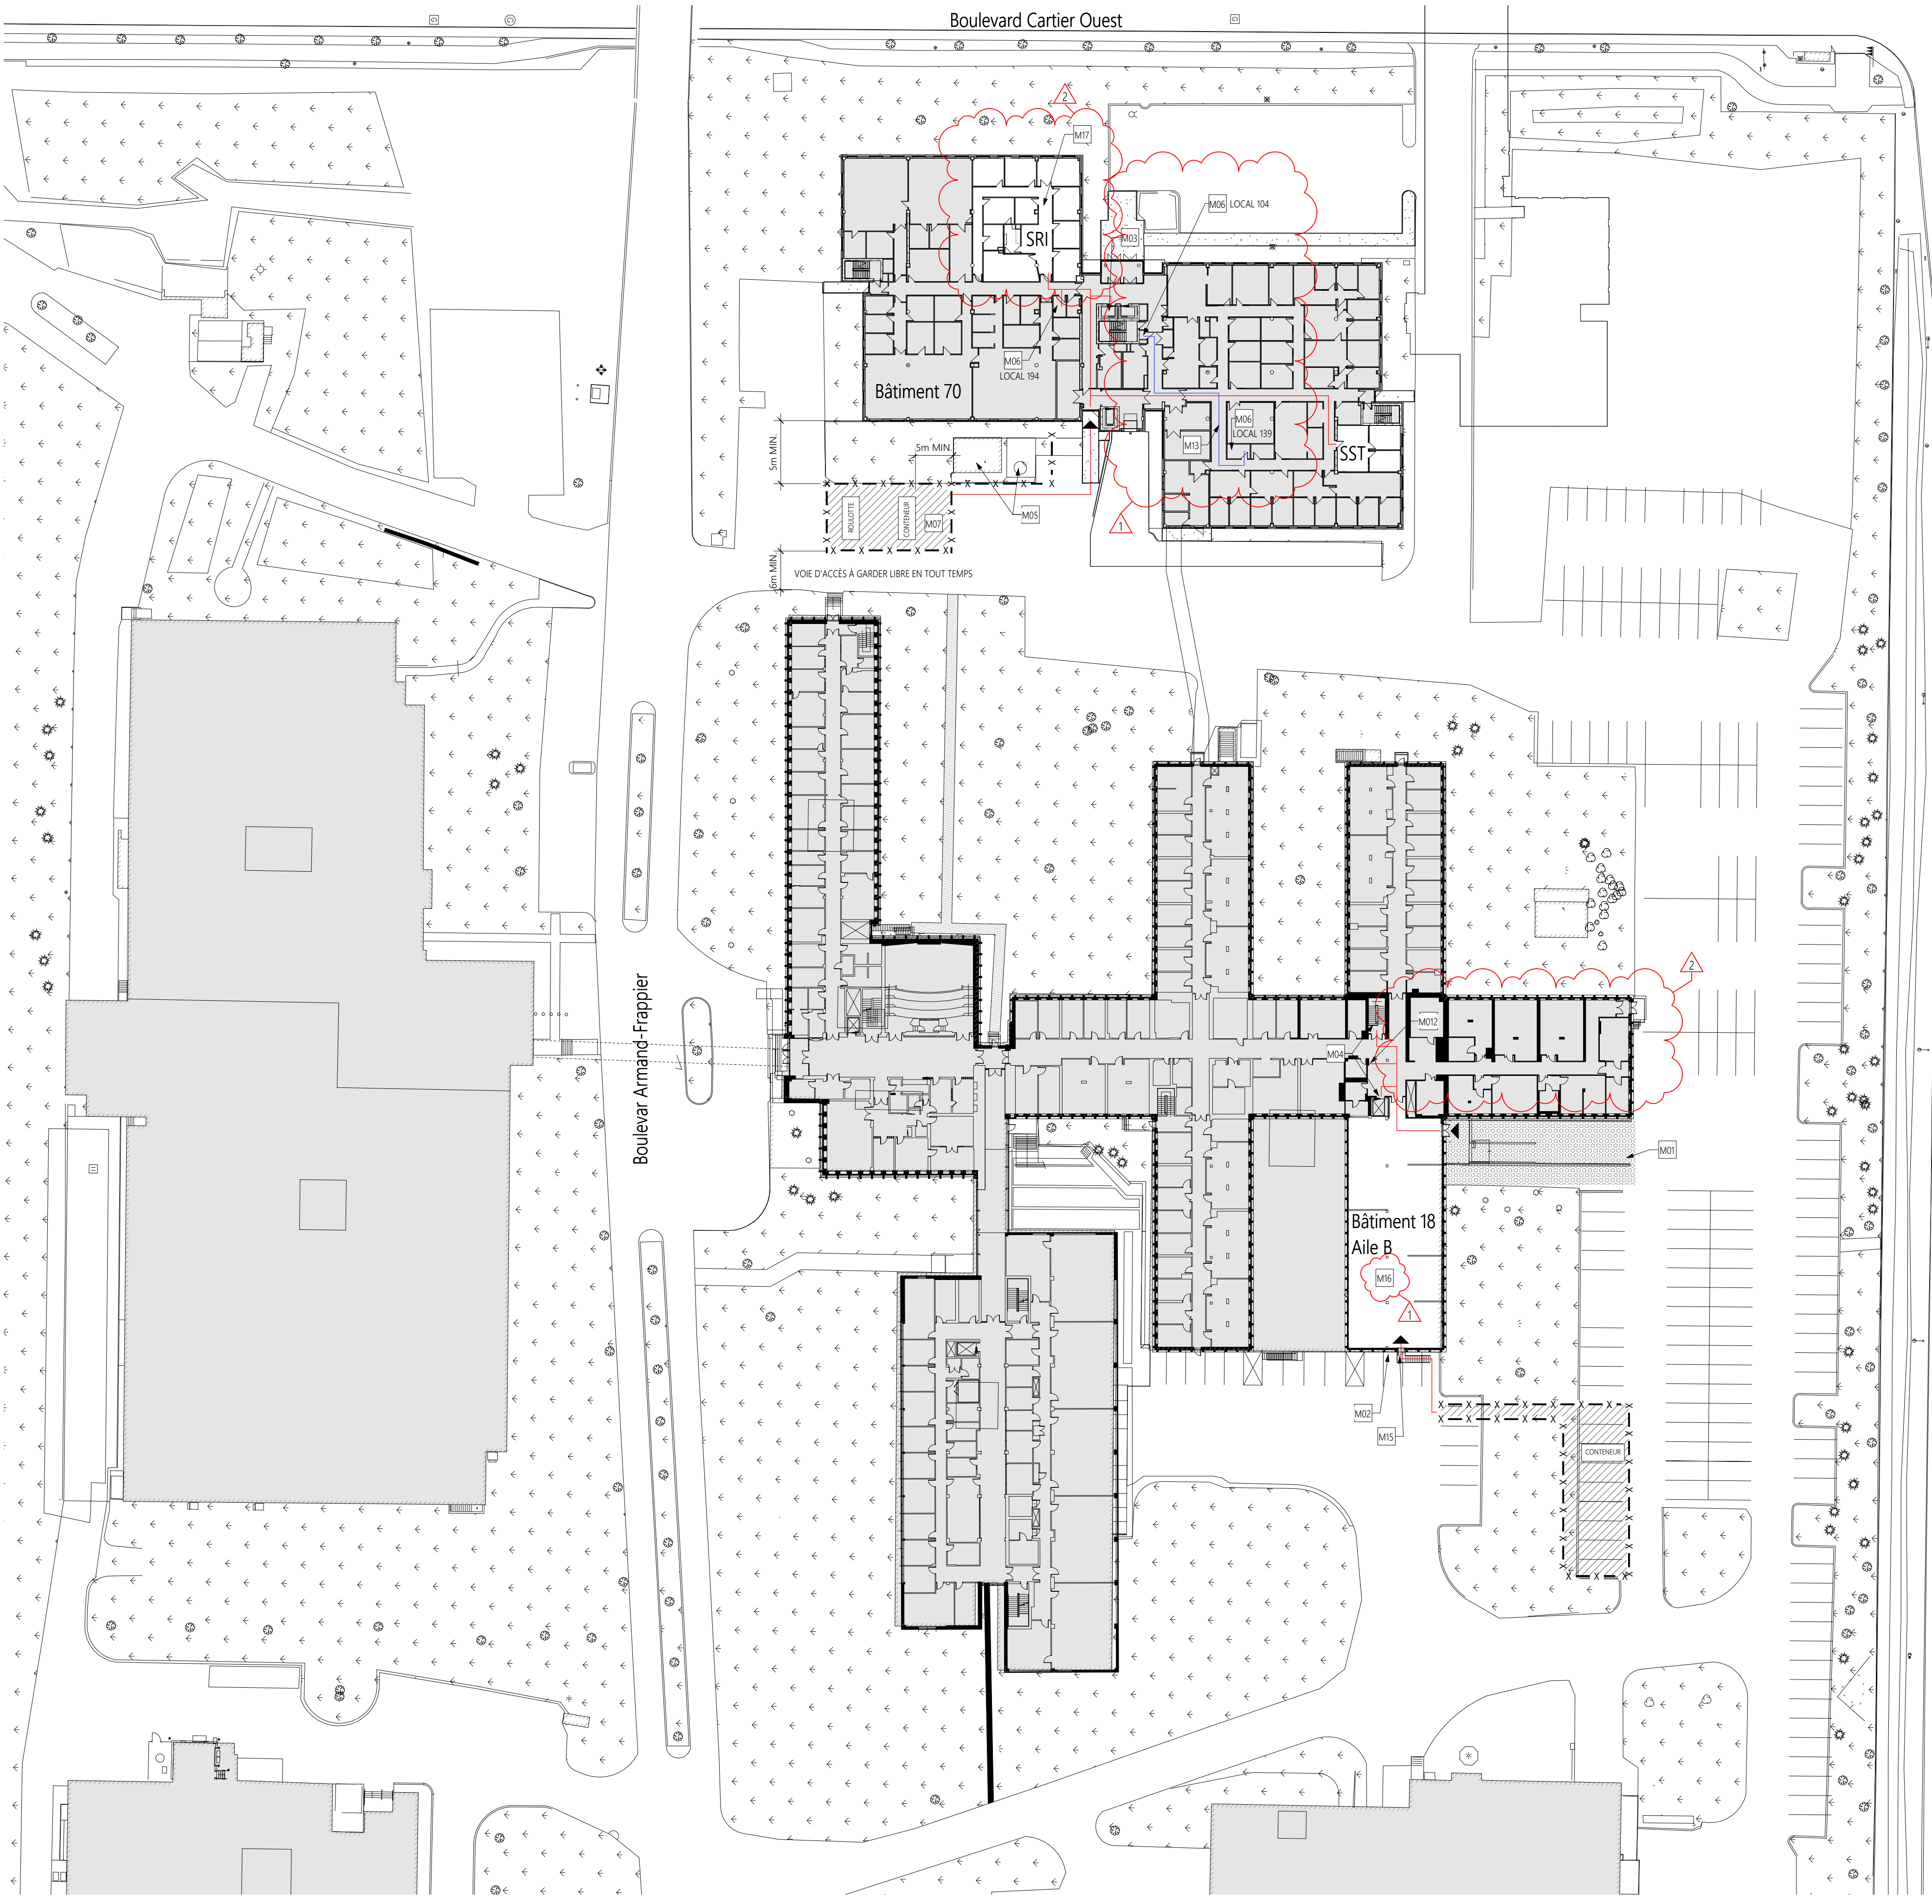 Boulevard Cartier Ouest
2
M17
M06 LOCAL 104
M03
SRI
M06
LOCAL 194
Bâtiment 70
M06
LOCAL 139
M13
SST
5m MIN.
5m MIN.
ROULOTTE
CONTENEUR
M07
M05
1
6m MIN.
VOIE D'ACCÈS À GARDER LIBRE EN TOUT TEMPS
Boulevar Armand-Frappier
2
M012
M04
M01
Bâtiment 18
Aile B
M16
1
M02
M15
CONTENEUR